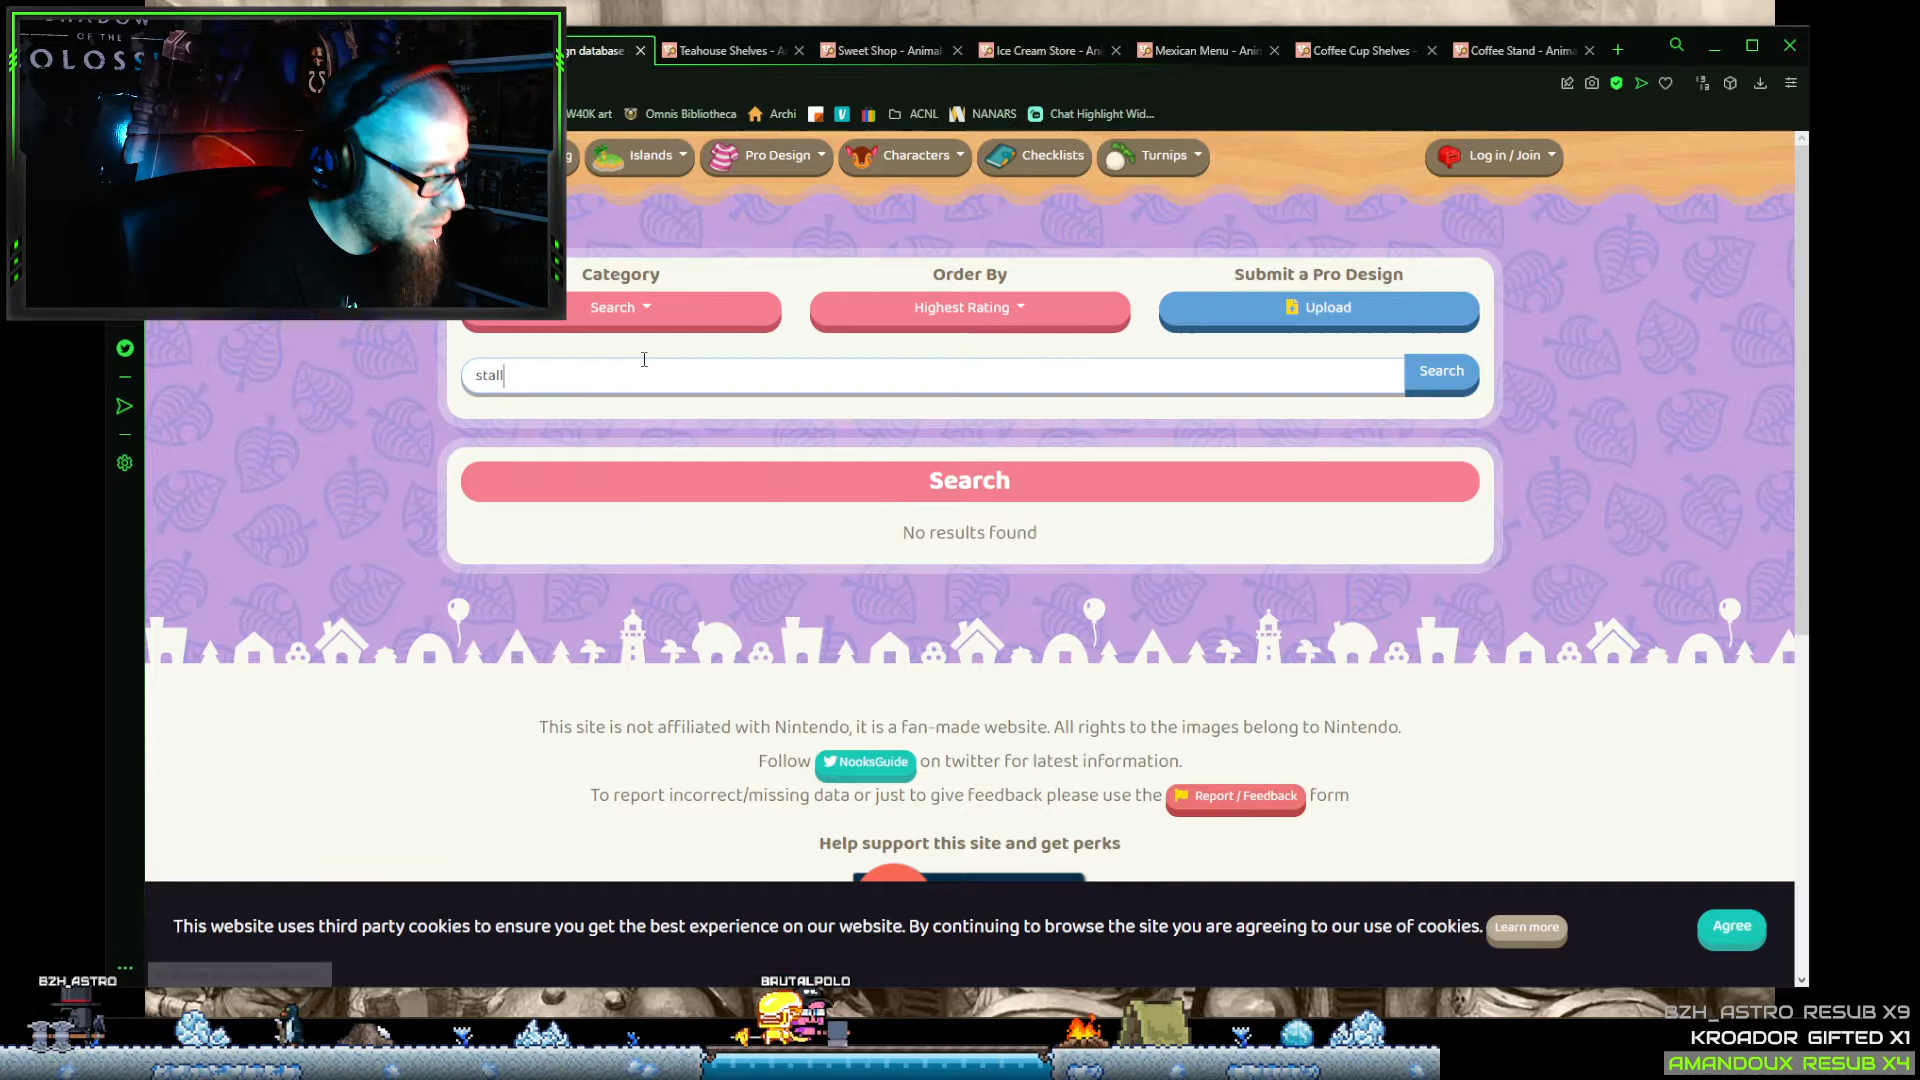 SHADOW
OF THE
gn database
Teahouse Shelves - A
Sweet Shop - Animal
Ice Cream Store - Ani
Mexican Menu - Anim
Coffee Cup Shelves -
Coffee Stand - Anima
W40K art
Omnis Bibliotheca
Archi
ACNL
NANARS
Chat Highlight Wid...
Islands
Pro Design
Characters
Checklists
Turnips
Log in / Join
Category
Order By
Submit a Pro Design
Search
Highest Rating
Upload
stall
Search
Search
No results found
This site is not affiliated with Nintendo, it is a fan-made website. All rights to the images belong to Nintendo.
Follow NooksGuide on twitter for latest information.
To report incorrect/missing data or just to give feedback please use the Report / Feedback form
Help support this site and get perks
This website uses third party cookies to ensure you get the best experience on our website. By continuing to browse the site you are agreeing to our use of cookies. Learn more
Agree
BZH_ASTRO
BRUTALPOLO
BZH_ASTRO RESUB X9
KROADOR GIFTED X1
AMANDOUX RESUB X4